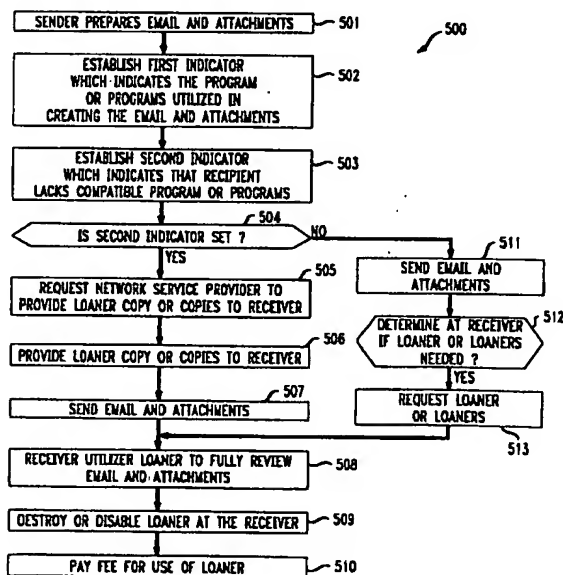 SENDER PREPARES EMAIL AND ATTACHMENTS
501
500
ESTABLISH FIRST INDICATOR
WHICH INDICATES THE PROGRAM
OR PROGRAMS UTILIZED IN
CREATING THE EMAIL AND ATTACHMENTS
502
ESTABLISH SECOND INDICATOR
WHICH INDICATES THAT RECIPIENT
LACKS COMPATIBLE PROGRAM OR PROGRAMS
503
504
IS SECOND INDICATOR SET ?
NO
YES
511
SEND EMAIL AND
ATTACHMENTS
505
REQUEST NETWORK SERVICE PROVIDER TO
PROVIDE LOANER COPY OR COPIES TO RECEIVER
512
DETERMINE AT RECEIVER
IF LOANER OR LOANERS
NEEDED ?
506
PROVIDE LOANER COPY OR COPIES TO RECEIVER
YES
507
SEND EMAIL AND ATTACHMENTS
REQUEST LOANER
OR LOANERS
513
RECEIVER UTILIZER LOANER TO FULLY REVIEW
EMAIL AND ATTACHMENTS
508
DESTROY OR DISABLE LOANER AT THE RECEIVER
509
PAY FEE FOR USE OF LOANER
510